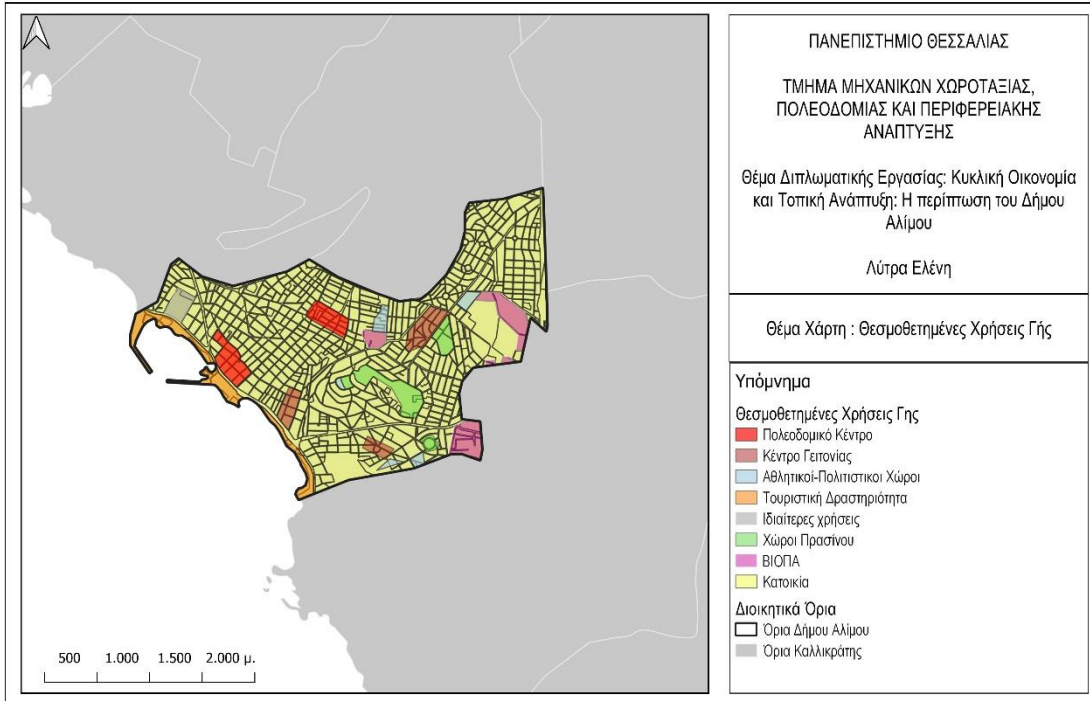 ΠΑΝΕΠΙΣΤΗΜΙΟ ΘΕΣΣΑΛΙΑΣ
ΤΜΗΜΑ ΜΗΧΑΝΙΚΩΝ ΧΩΡΟΤΑΞΙΑΣ,
ΠΟΛΕΟΔΟΜΙΑΣ ΚΑΙ ΠΕΡΙΦΕΡΕΙΑΚΗΣ
ΑΝΑΠΤΥΞΗΣ
Θέμα Διπλωματικής Εργασίας: Κυκλική Οικονομία
και Τοπική Ανάπτυξη: Η περίπτωση του Δήμου
Αλίμου
Λύτρα Ελένη
Θέμα Χάρτη : Θεσμοθετημένες Χρήσεις Γής
Υπόμνημα
Θεσμοθετημένες Χρήσεις Γης
Πολεοδομικό Κέντρο
Κέντρο Γειτονίας
Αθλητικοί-Πολιτιστικοι Χώροι
Τουριστική Δραστηριότητα
Ιδιαίτερες χρήσεις
Χώροι Πρασίνου
ΒΙΟΠΑ
Κατοικία
Διοικητικά Όρια
Όρια Δήμου Αλίμου
Όρια Καλλικράτης
500 1.000 1.500 2.000 μ.